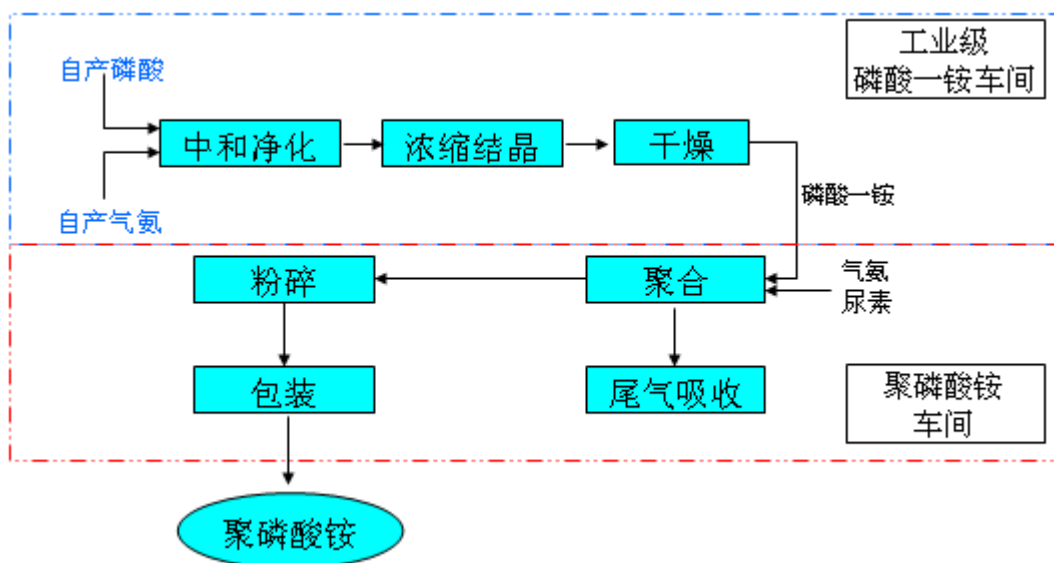 工业级
磷酸一铵车间
自产磷酸
中和净化
浓缩结晶
干燥
自产气氨
磷酸一铵
粉碎
聚合
气氨
尿素
包装
尾气吸收
聚磷酸铵
车间
聚磷酸铵